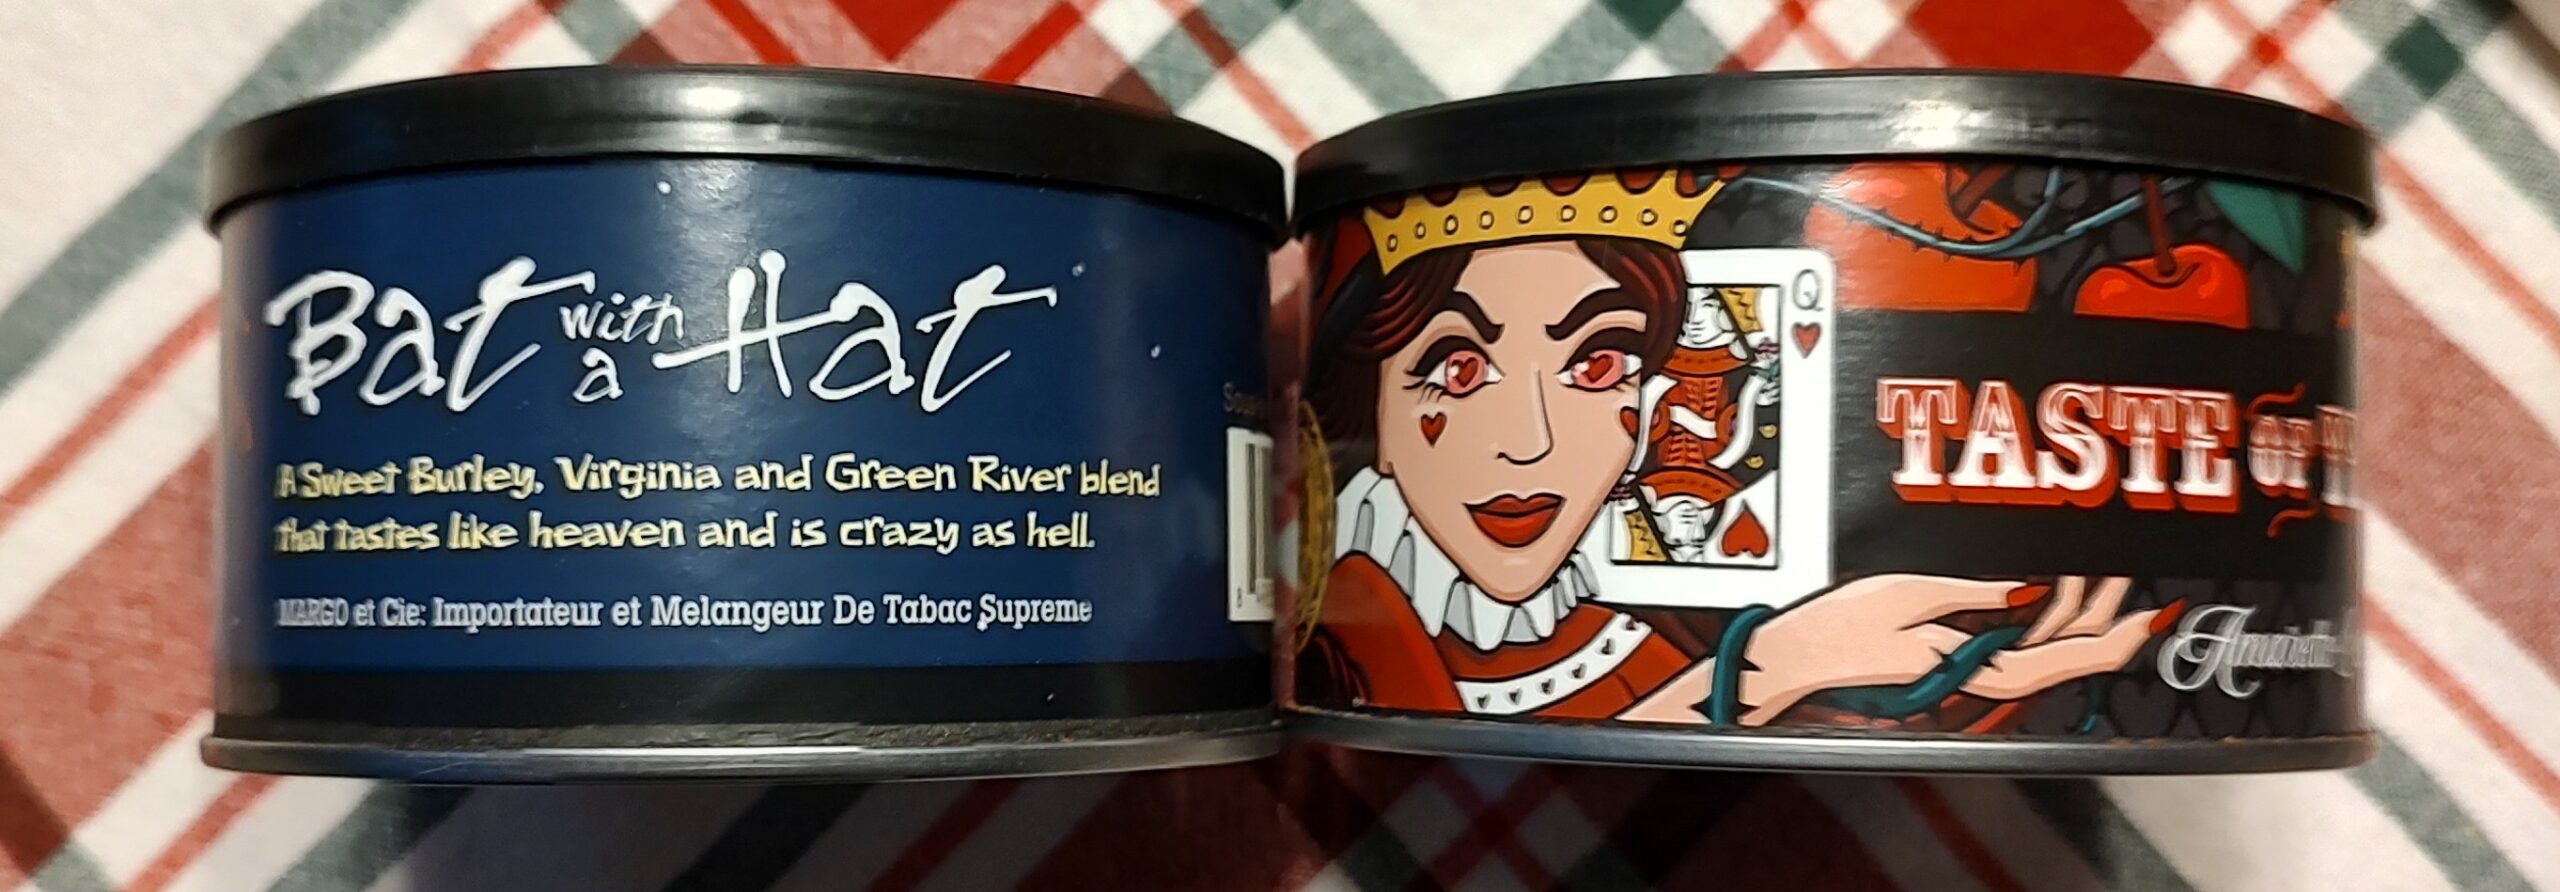 Bat with a Hat
A Sweet Burley, Virginia and Green River blend
that tastes like heaven and is crazy as hell.
MARGO et Cie: Importateur et Melangeur De Tabac Supreme
Q
TASTE OF